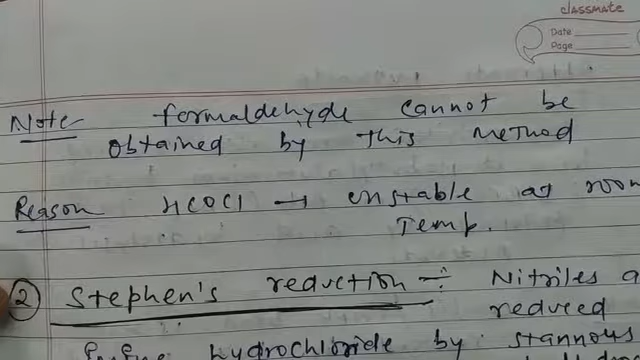 classmate
Date
Page
Note formaldehyde cannot be
obtained by this method
Reason HCOCl → unstable at room
Temp.
② Stephen's reduction ÷ Nitriles a
reduced
hydrochloride by stannous